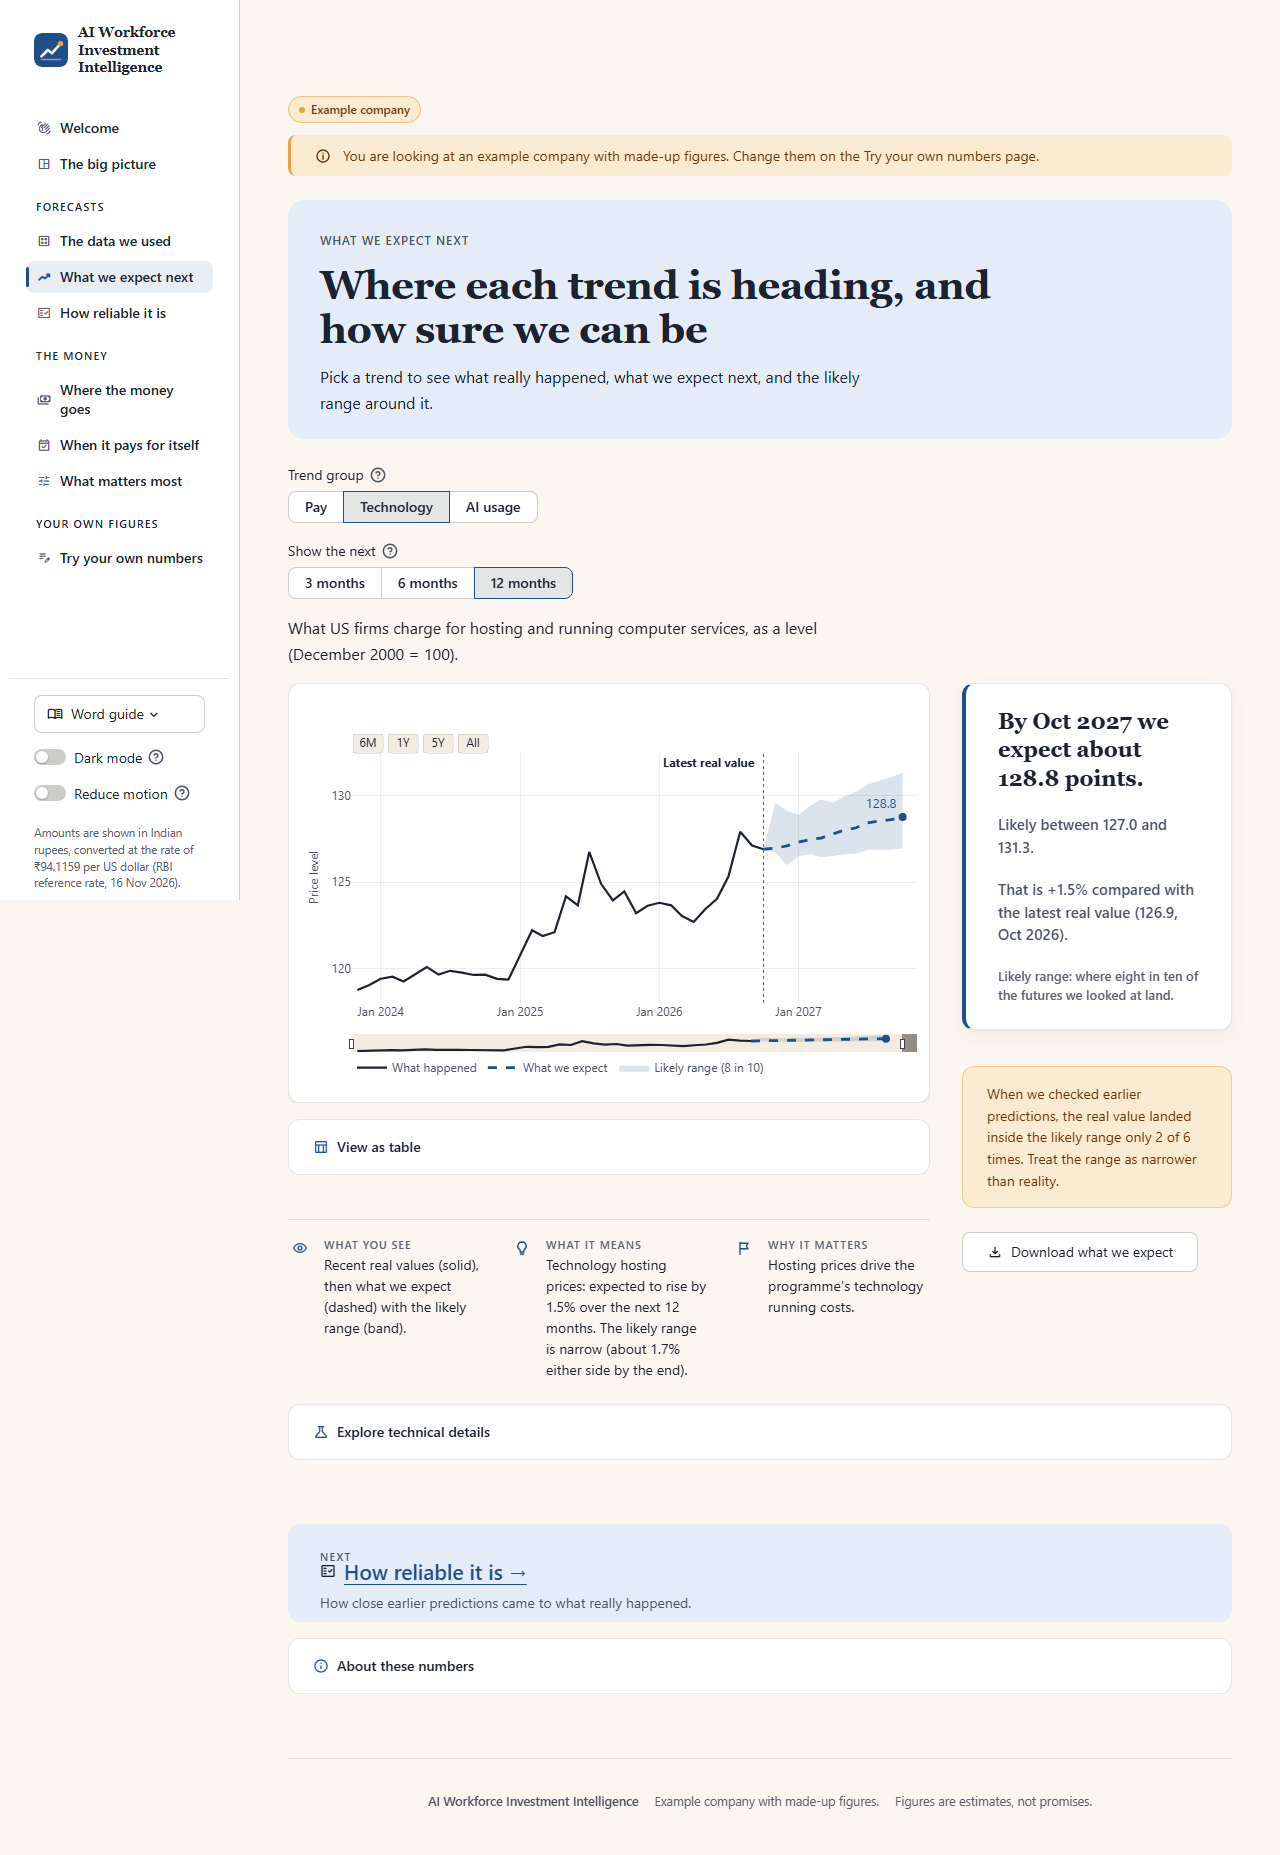 AI Workforce
Investment
Intelligence
Welcome
The big picture
FORECASTS
The data we used
What we expect next
How reliable it is
THE MONEY
Where the money
goes
When it pays for itself
What matters most
YOUR OWN FIGURES
Try your own numbers
Word guide
Dark mode
Reduce motion
Amounts are shown in Indian
rupees, converted at the rate of
₹94.1159 per US dollar (RBI
reference rate, 16 Nov 2026).
Example company
You are looking at an example company with made-up figures. Change them on the Try your own numbers page.
WHAT WE EXPECT NEXT
Where each trend is heading, and
how sure we can be
Pick a trend to see what really happened, what we expect next, and the likely
range around it.
Trend group
Pay
Technology
AI usage
Show the next
3 months
6 months
12 months
What US firms charge for hosting and running computer services, as a level
(December 2000 = 100).
6M
1Y
5Y
All
Latest real value
128.8
130
125
120
Price level
Jan 2024
Jan 2025
Jan 2026
Jan 2027
What happened
What we expect
Likely range (8 in 10)
By Oct 2027 we
expect about
128.8 points.
Likely between 127.0 and
131.3.
That is +1.5% compared with
the latest real value (126.9,
Oct 2026).
Likely range: where eight in ten of
the futures we looked at land.
When we checked earlier
predictions, the real value landed
inside the likely range only 2 of 6
times. Treat the range as narrower
than reality.
Download what we expect
View as table
WHAT YOU SEE
Recent real values (solid),
then what we expect
(dashed) with the likely
range (band).
WHAT IT MEANS
Technology hosting
prices: expected to rise by
1.5% over the next 12
months. The likely range
is narrow (about 1.7%
either side by the end).
WHY IT MATTERS
Hosting prices drive the
programme's technology
running costs.
Explore technical details
NEXT
How reliable it is →
How close earlier predictions came to what really happened.
About these numbers
AI Workforce Investment Intelligence
Example company with made-up figures.
Figures are estimates, not promises.